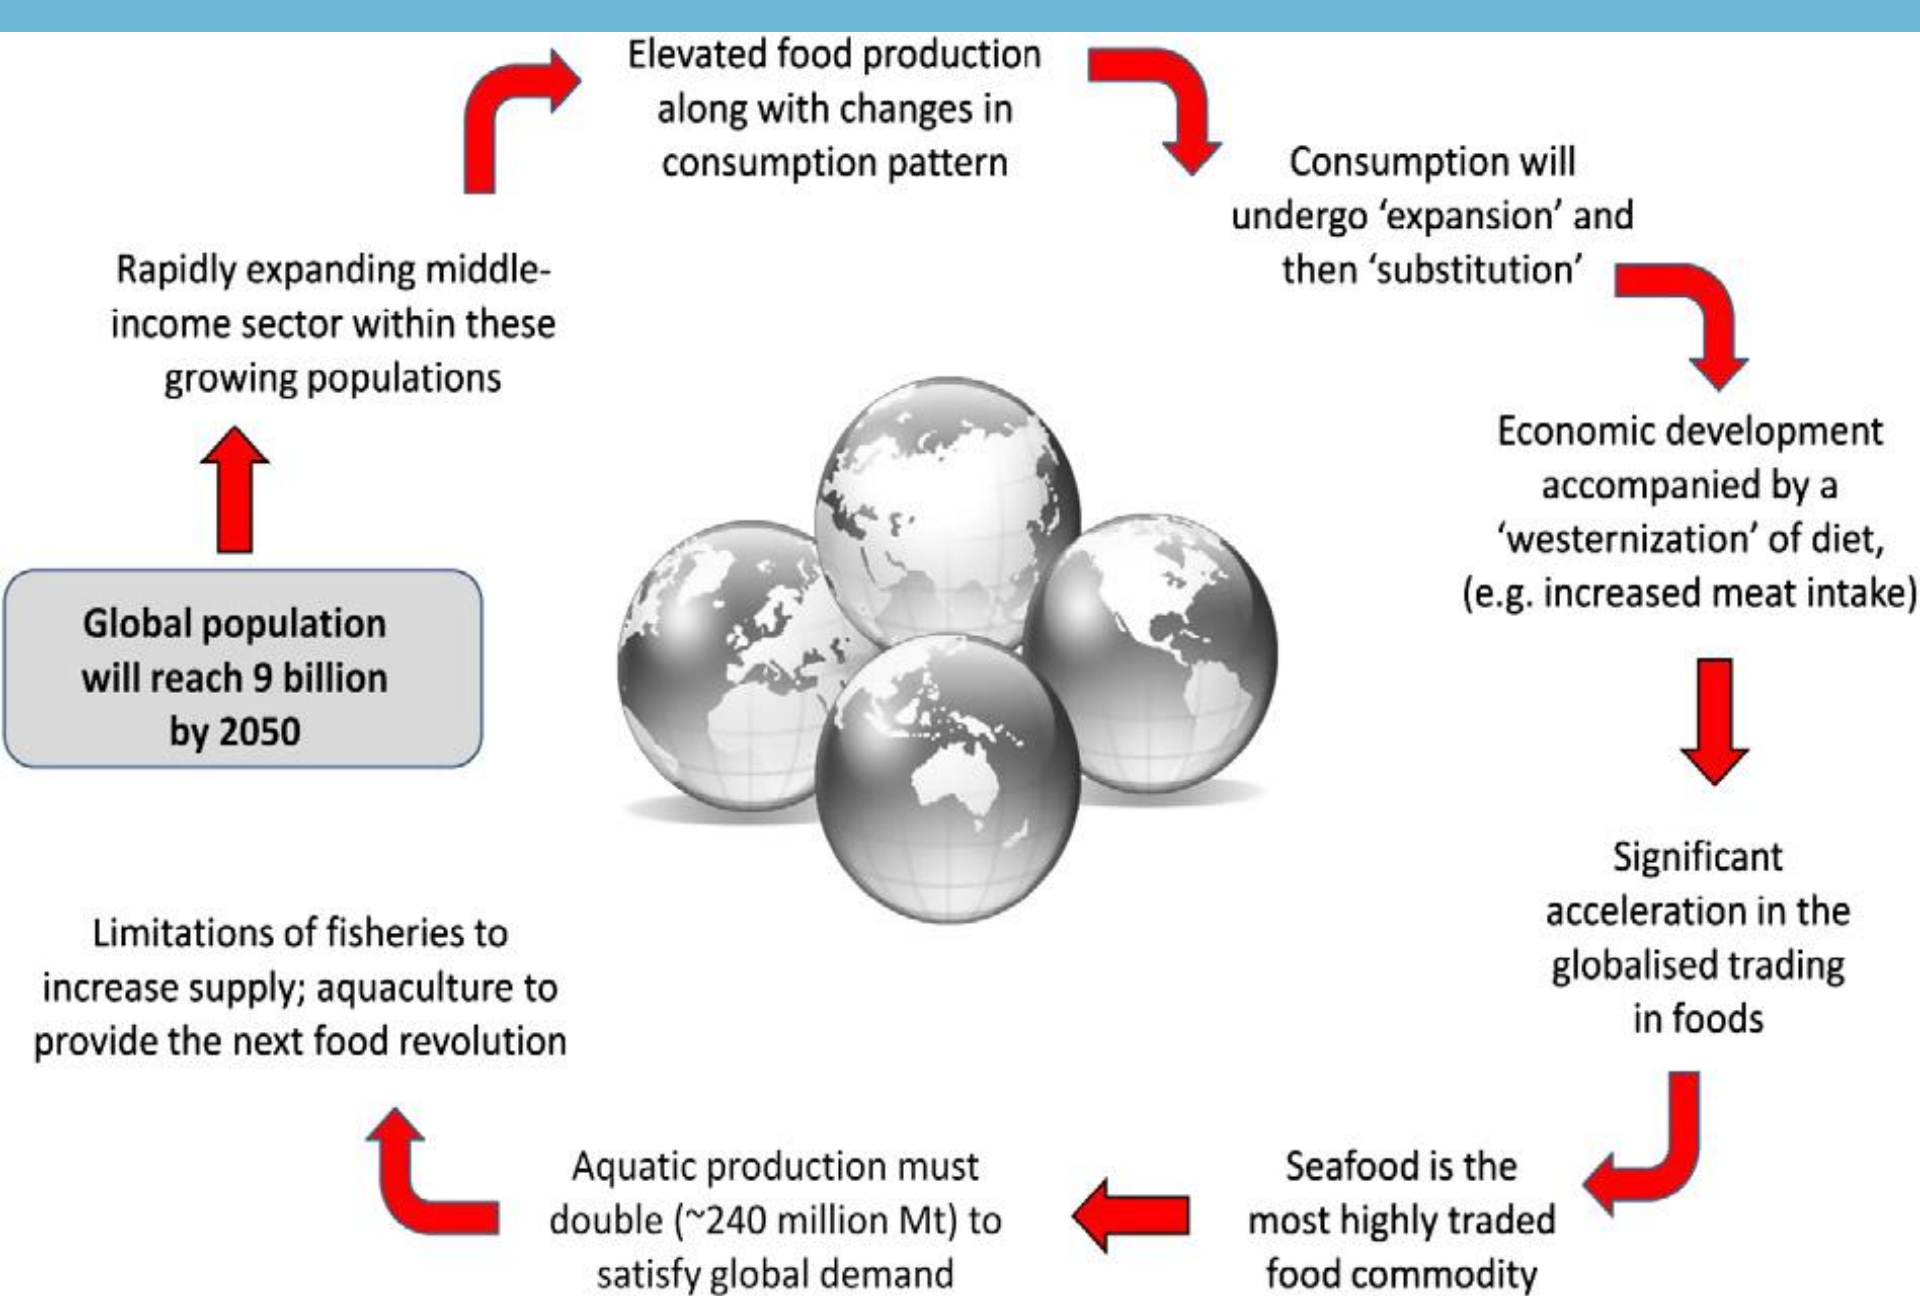 Elevated food production
along with changes in
consumption pattern
Consumption will
undergo ‘expansion’ and
then ‘substitution’
Economic development
accompanied by a
‘westernization’ of diet,
(e.g. increased meat intake)
Significant
acceleration in the
globalised trading
in foods
Seafood is the
most highly traded
food commodity
Aquatic production must
double (~240 million Mt) to
satisfy global demand
Limitations of fisheries to
increase supply; aquaculture to
provide the next food revolution
Global population
will reach 9 billion
by 2050
Rapidly expanding middle-
income sector within these
growing populations